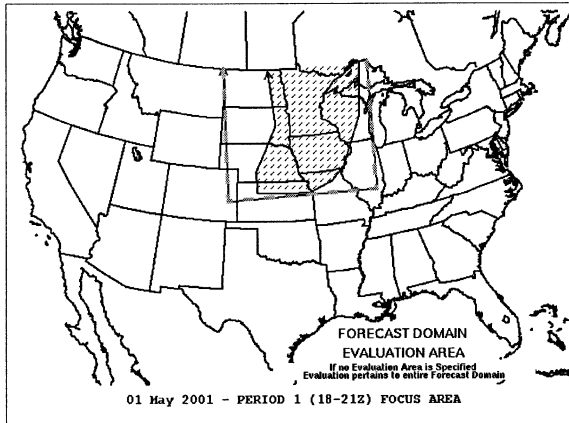 FORECAST DOMAIN
EVALUATION AREA
If no Evaluation Area is Specified
Evaluation pertains to entire Forecast Domain
01 May 2001 - PERIOD 1 (18-21Z) FOCUS AREA